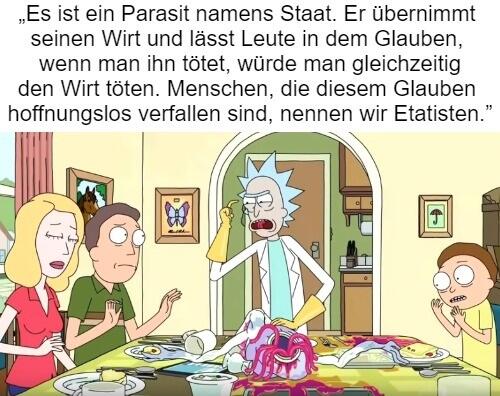 „Es ist ein Parasit namens Staat. Er übernimmt
seinen Wirt und lässt Leute in dem Glauben,
wenn man ihn tötet, würde man gleichzeitig
den Wirt töten. Menschen, die diesem Glauben
hoffnungslos verfallen sind, nennen wir Etatisten.”